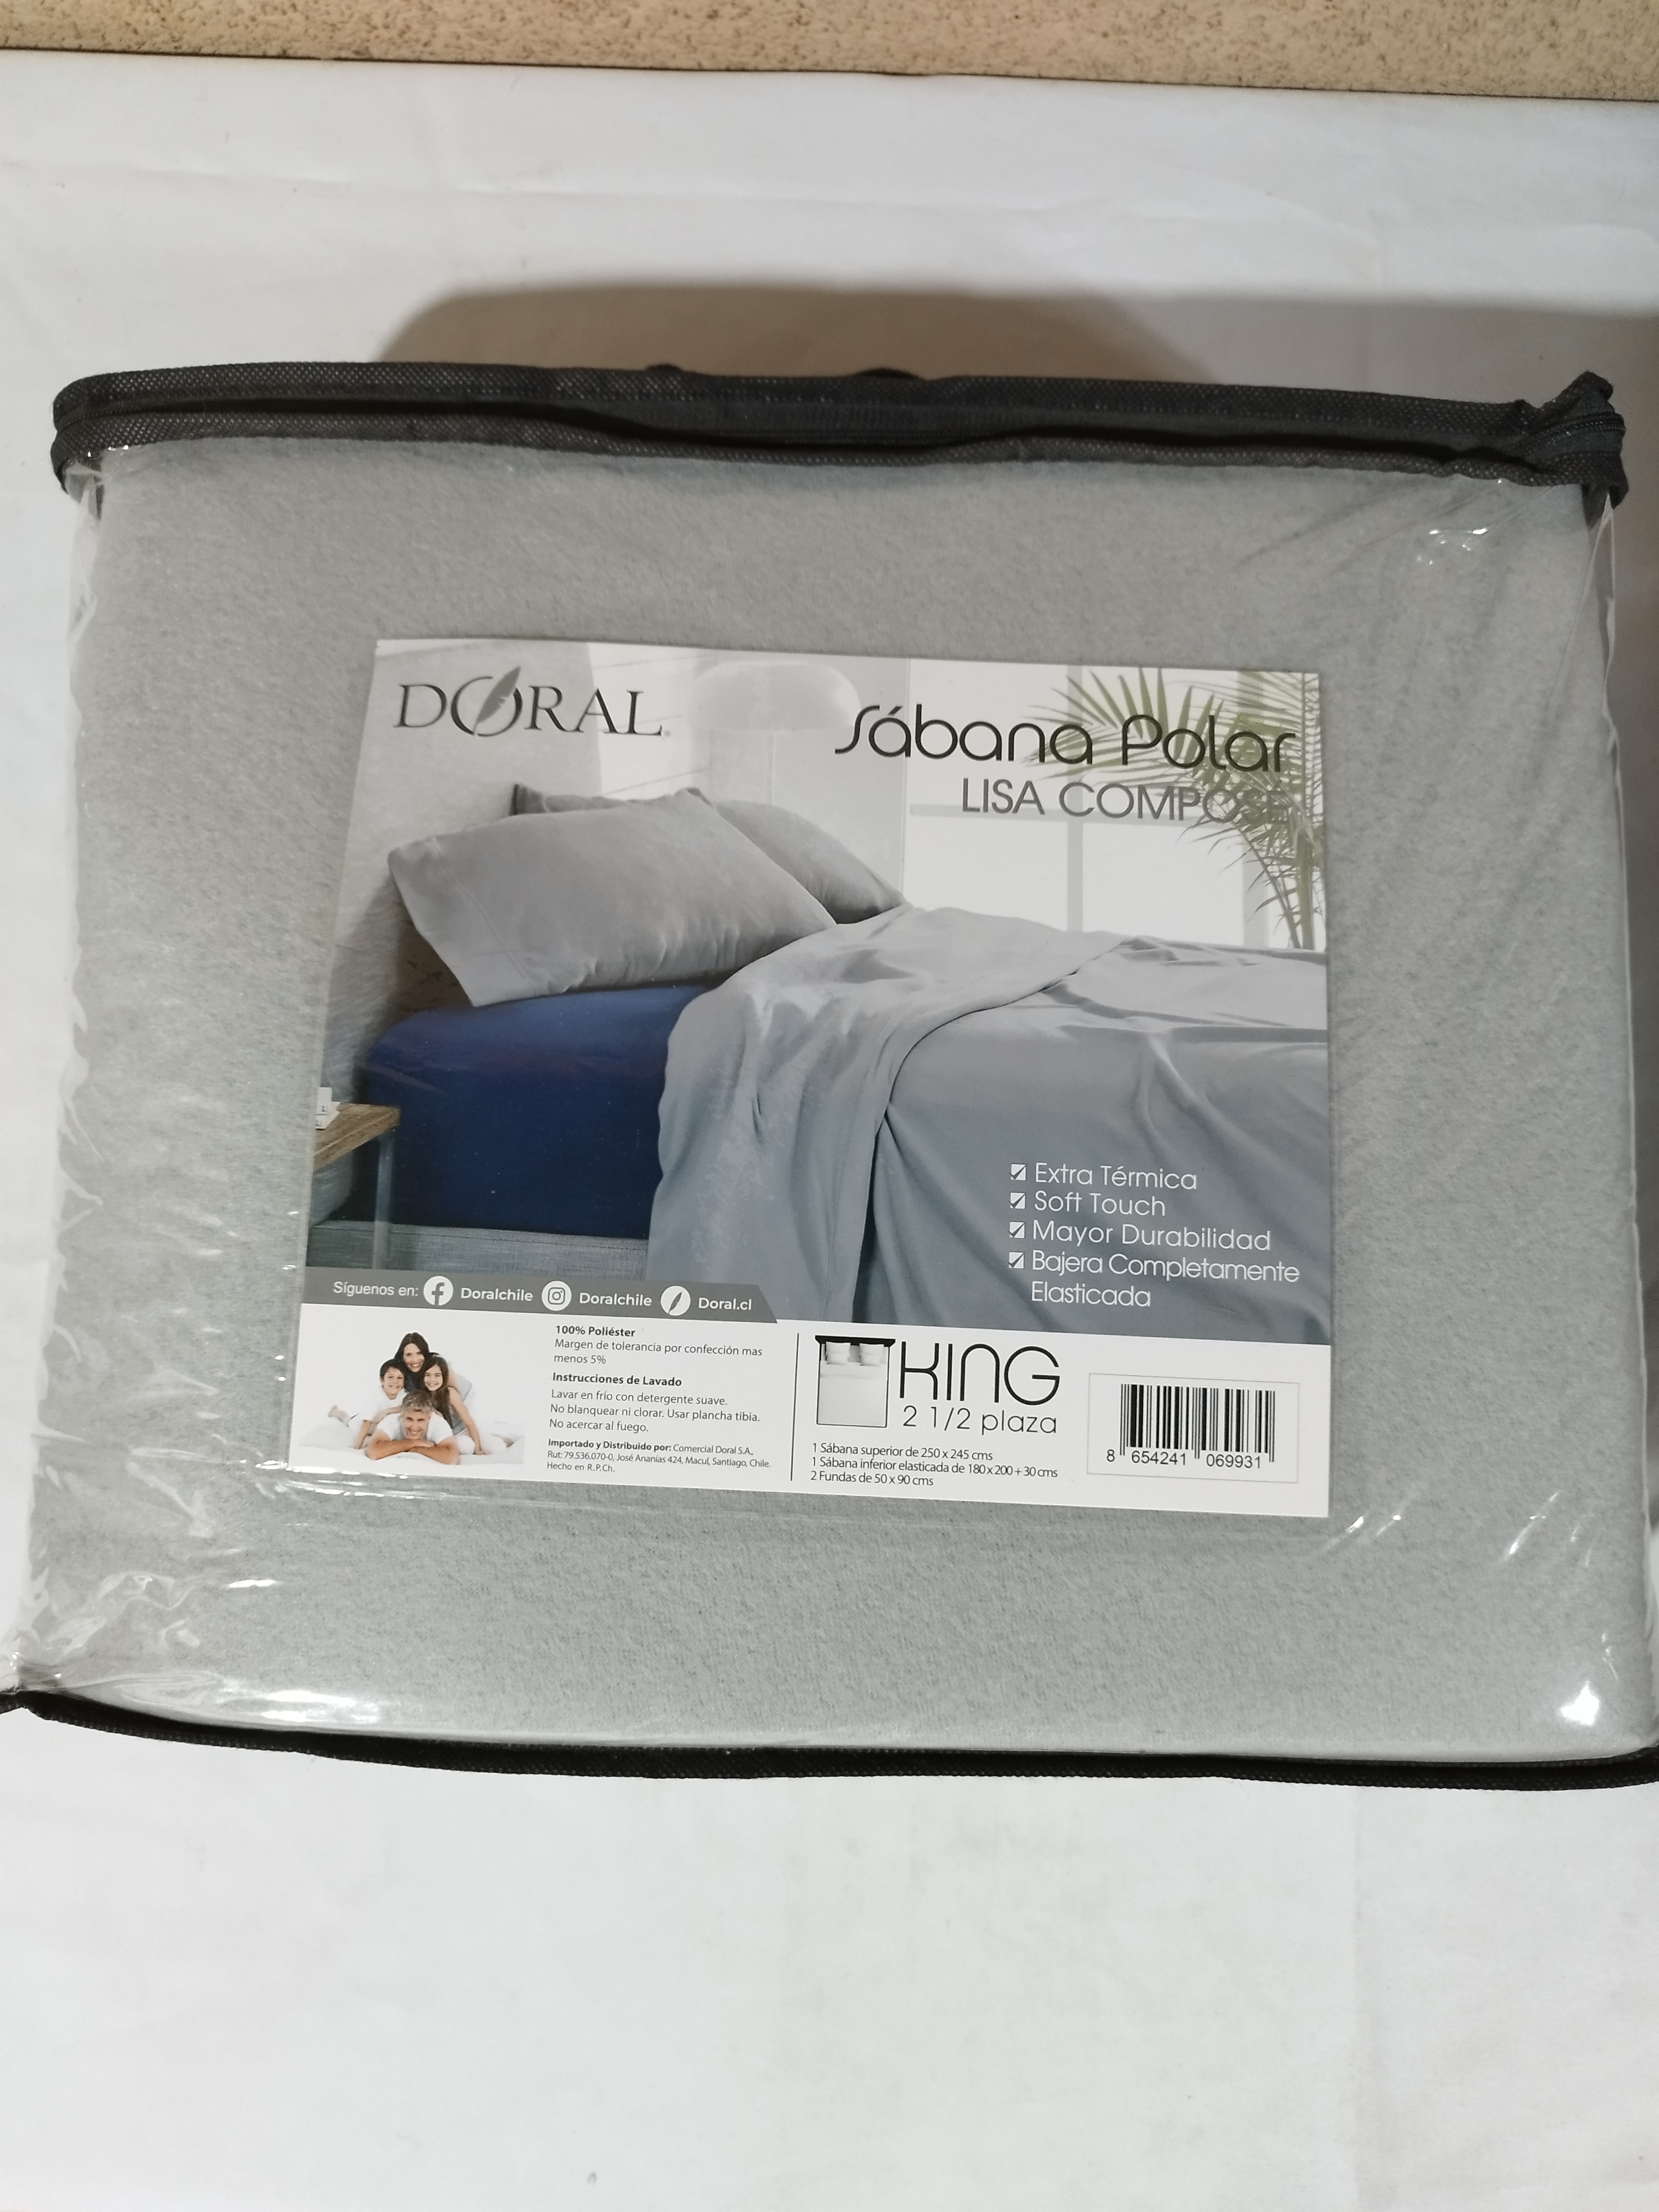 DORAL
Sábana Polar
LISA COMPOSÉ
Extra Térmica
Soft Touch
Mayor Durabilidad
Bajera Completamente
Elasticada
Síguenos en: Doralchile Doralchile Doral.cl
100% Poliéster
Margen de tolerancia por confección mas
menos 5%
Instrucciones de Lavado
Lavar en frío con detergente suave.
No blanquear ni clorar. Usar plancha tibia.
No acercar al fuego.
Importado y Distribuido por: Comercial Doral S.A.,
Rut: 79.536.070-0, José Ananías 424, Macul, Santiago, Chile.
Hecho en R.P.Ch.
KING
2 1/2 plaza
1 Sábana superior de 250 x 245 cms
1 Sábana inferior elasticada de 180 x 200 + 30 cms
2 Fundas de 50 x 90 cms
8 654241 069931